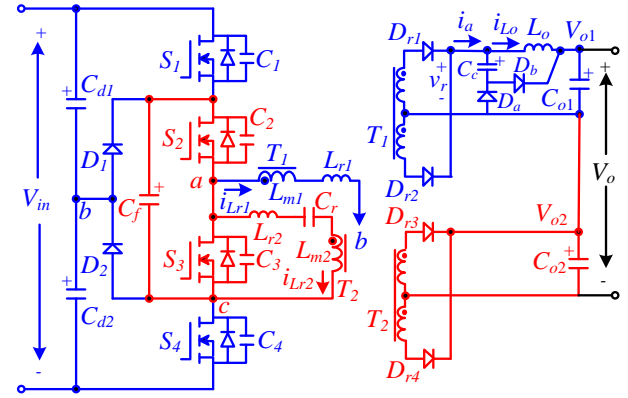 +
S1
C1
Cd1
S2
C2
D1
T1
Lr1
Vin
b
Cf
a
iLr1
Lm1
b
Cr
Lr2
D2
S3
C3
Lm2
iLr2
T2
Cd2
c
S4
C4
-
Dr1
ia
iLo
Lo
Vo1
+
vr
-
Cc
Db
Da
Co1
+
T1
Dr2
Vo
Dr3
Vo2
T2
Co2
-
Dr4